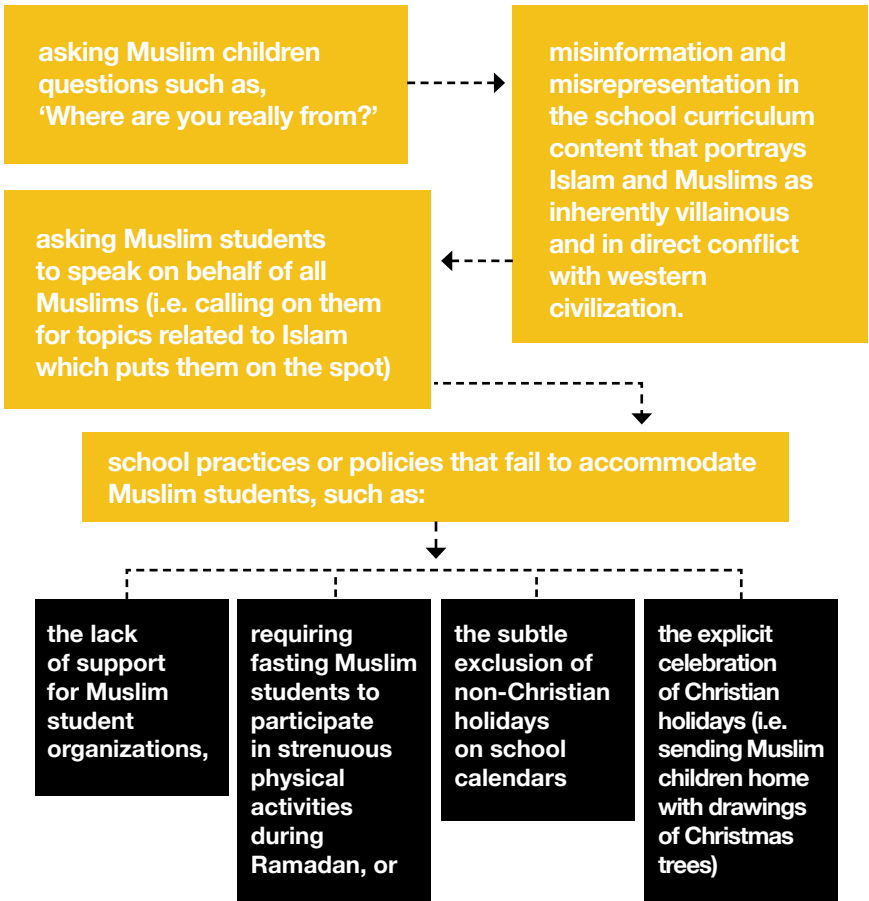 asking Muslim children
questions such as,
‘Where are you really from?’
misinformation and
misrepresentation in
the school curriculum
content that portrays
Islam and Muslims as
inherently villainous
and in direct conflict
with western
civilization.
asking Muslim students
to speak on behalf of all
Muslims (i.e. calling on them
for topics related to Islam
which puts them on the spot)
school practices or policies that fail to accommodate
Muslim students, such as:
the lack
of support
for Muslim
student
organizations,
requiring
fasting Muslim
students to
participate
in strenuous
physical
activities
during
Ramadan, or
the subtle
exclusion of
non-Christian
holidays
on school
calendars
the explicit
celebration
of Christian
holidays (i.e.
sending Muslim
children home
with drawings
of Christmas
trees)